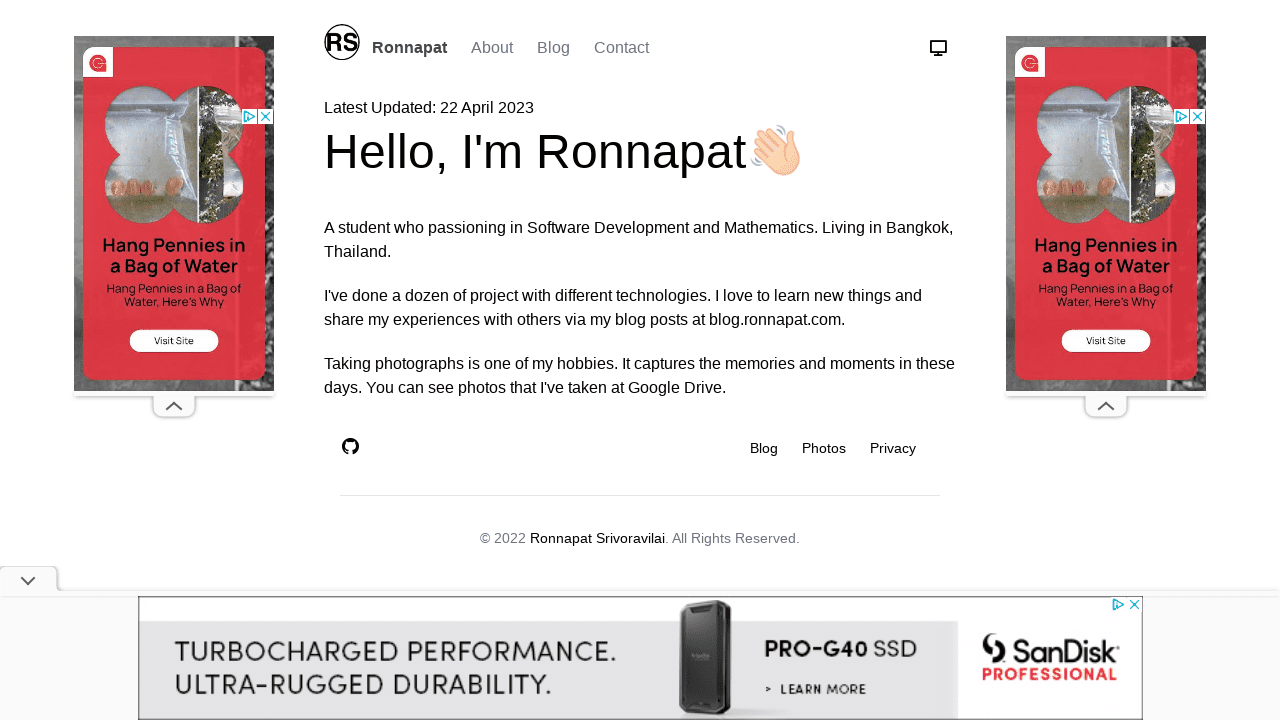 RS Ronnapat About Blog Contact
Latest Updated: 22 April 2023
Hello, I'm Ronnapat👋🏻
A student who passioning in Software Development and Mathematics. Living in Bangkok,
Thailand.
I've done a dozen of project with different technologies. I love to learn new things and
share my experiences with others via my blog posts at blog.ronnapat.com.
Taking photographs is one of my hobbies. It captures the memories and moments in these
days. You can see photos that I've taken at Google Drive.
Blog Photos Privacy
© 2022 Ronnapat Srivoravilai. All Rights Reserved.
Hang Pennies in
a Bag of Water
Hang Pennies in a Bag of
Water, Here's Why
Visit Site
Hang Pennies in
a Bag of Water
Hang Pennies in a Bag of
Water, Here's Why
Visit Site
TURBOCHARGED PERFORMANCE.
ULTRA-RUGGED DURABILITY.
PRO-G40 SSD
> LEARN MORE
SanDisk
PROFESSIONAL